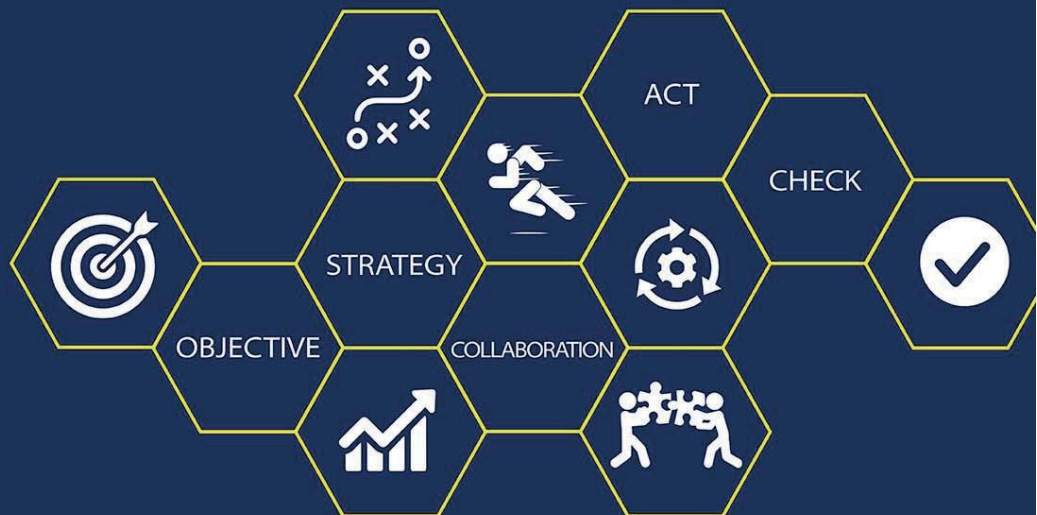 ACT
CHECK
STRATEGY
OBJECTIVE
COLLABORATION